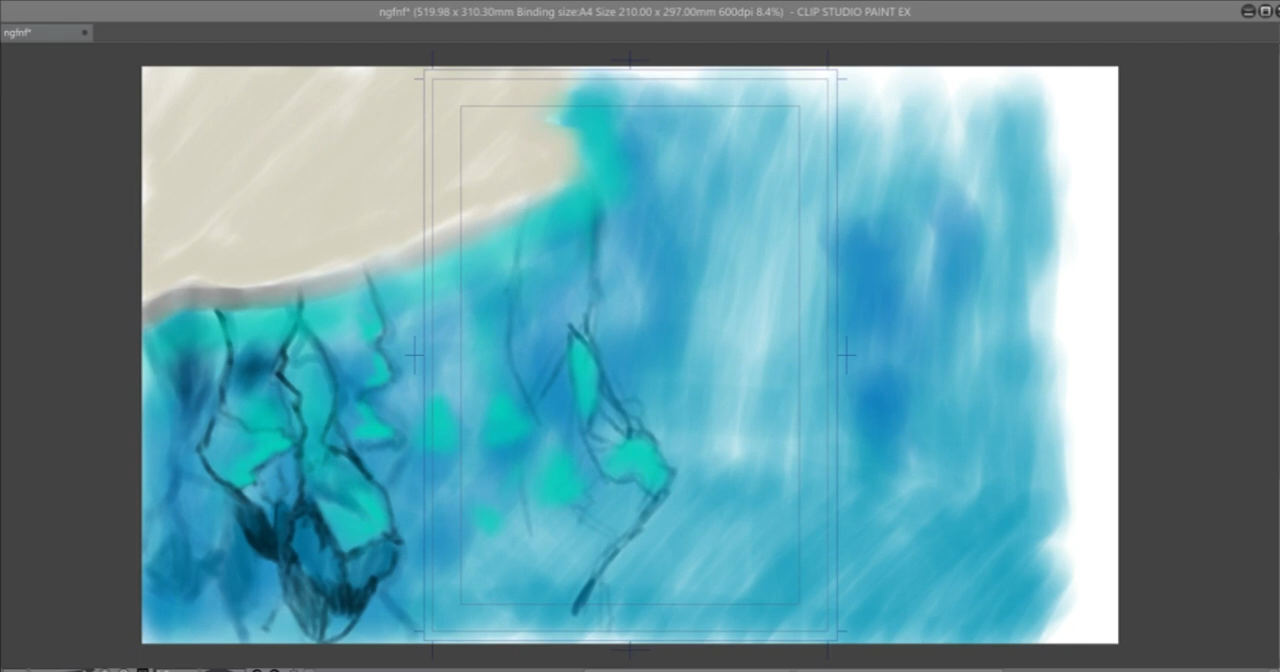 ngfnf* (519.98 x 310.30mm Binding size:A4 Size 210.00 x 297.00mm 600dpi 8.4%) - CLIP STUDIO PAINT EX
ngfnf*